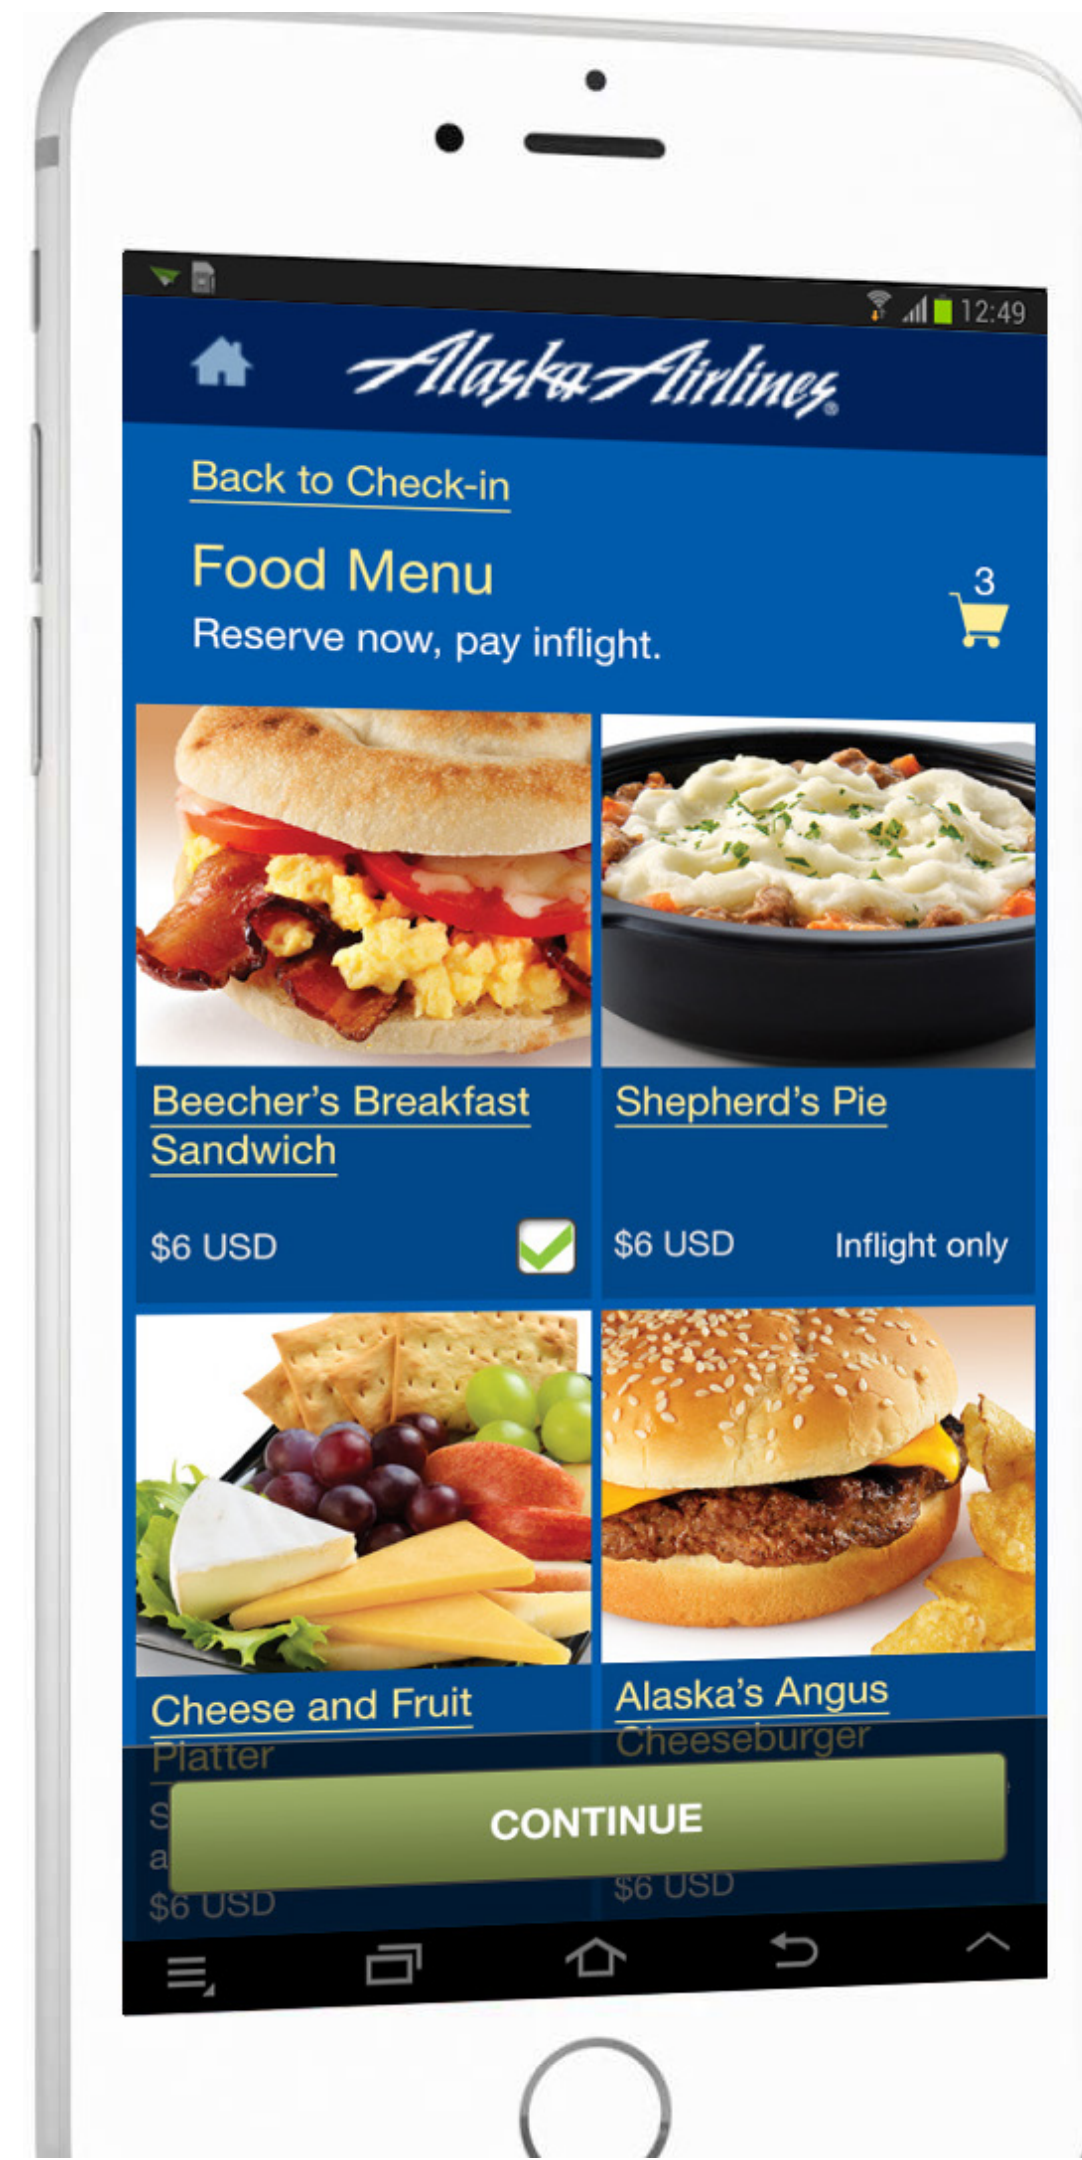 12:49
Alaska Airlines®
Back to Check-in
Food Menu
3
Reserve now, pay inflight.
Beecher's Breakfast
Sandwich
$6 USD
Shepherd's Pie
$6 USD Inflight only
Cheese and Fruit
Platter
S
a
$6 USD
Alaska's Angus
Cheeseburger
$6 USD
CONTINUE